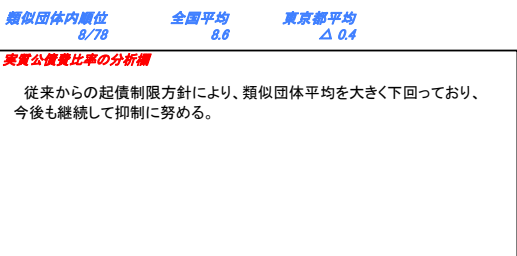 類似団体内順位 全国平均 東京都平均
8/78 8.6 △ 0.4
実質公債費比率の分析欄
従来からの起債制限方針により、類似団体平均を大きく下回っており、
今後も継続して抑制に努める。